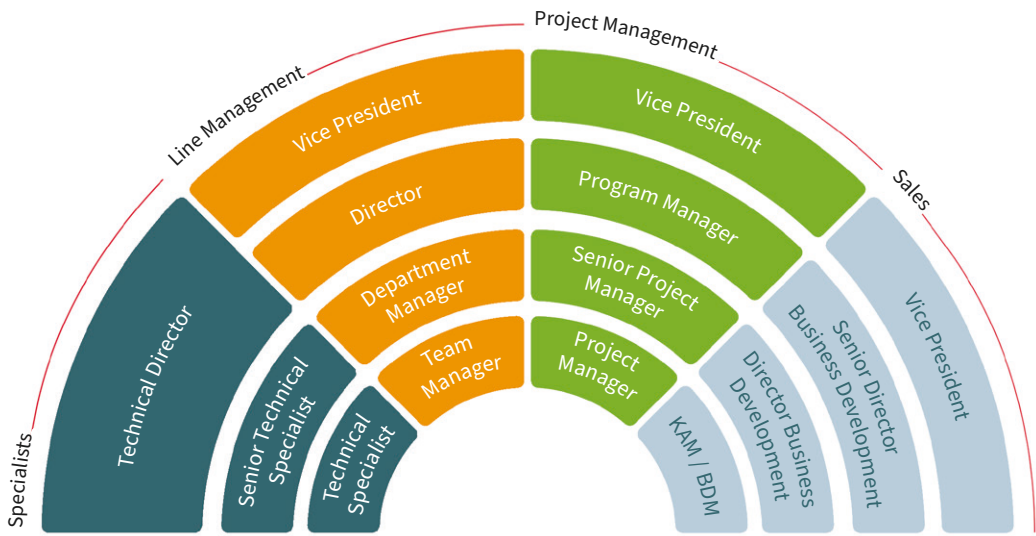 Specialists
Technical Director
Senior Technical
Specialist
Technical
Specialist
Line Management
Vice President
Director
Department
Manager
Team
Manager
Project Management
Vice President
Program Manager
Senior Project
Manager
Project
Manager
Sales
Vice President
Senior Director
Business Development
Director Business
Development
KAM / BDM